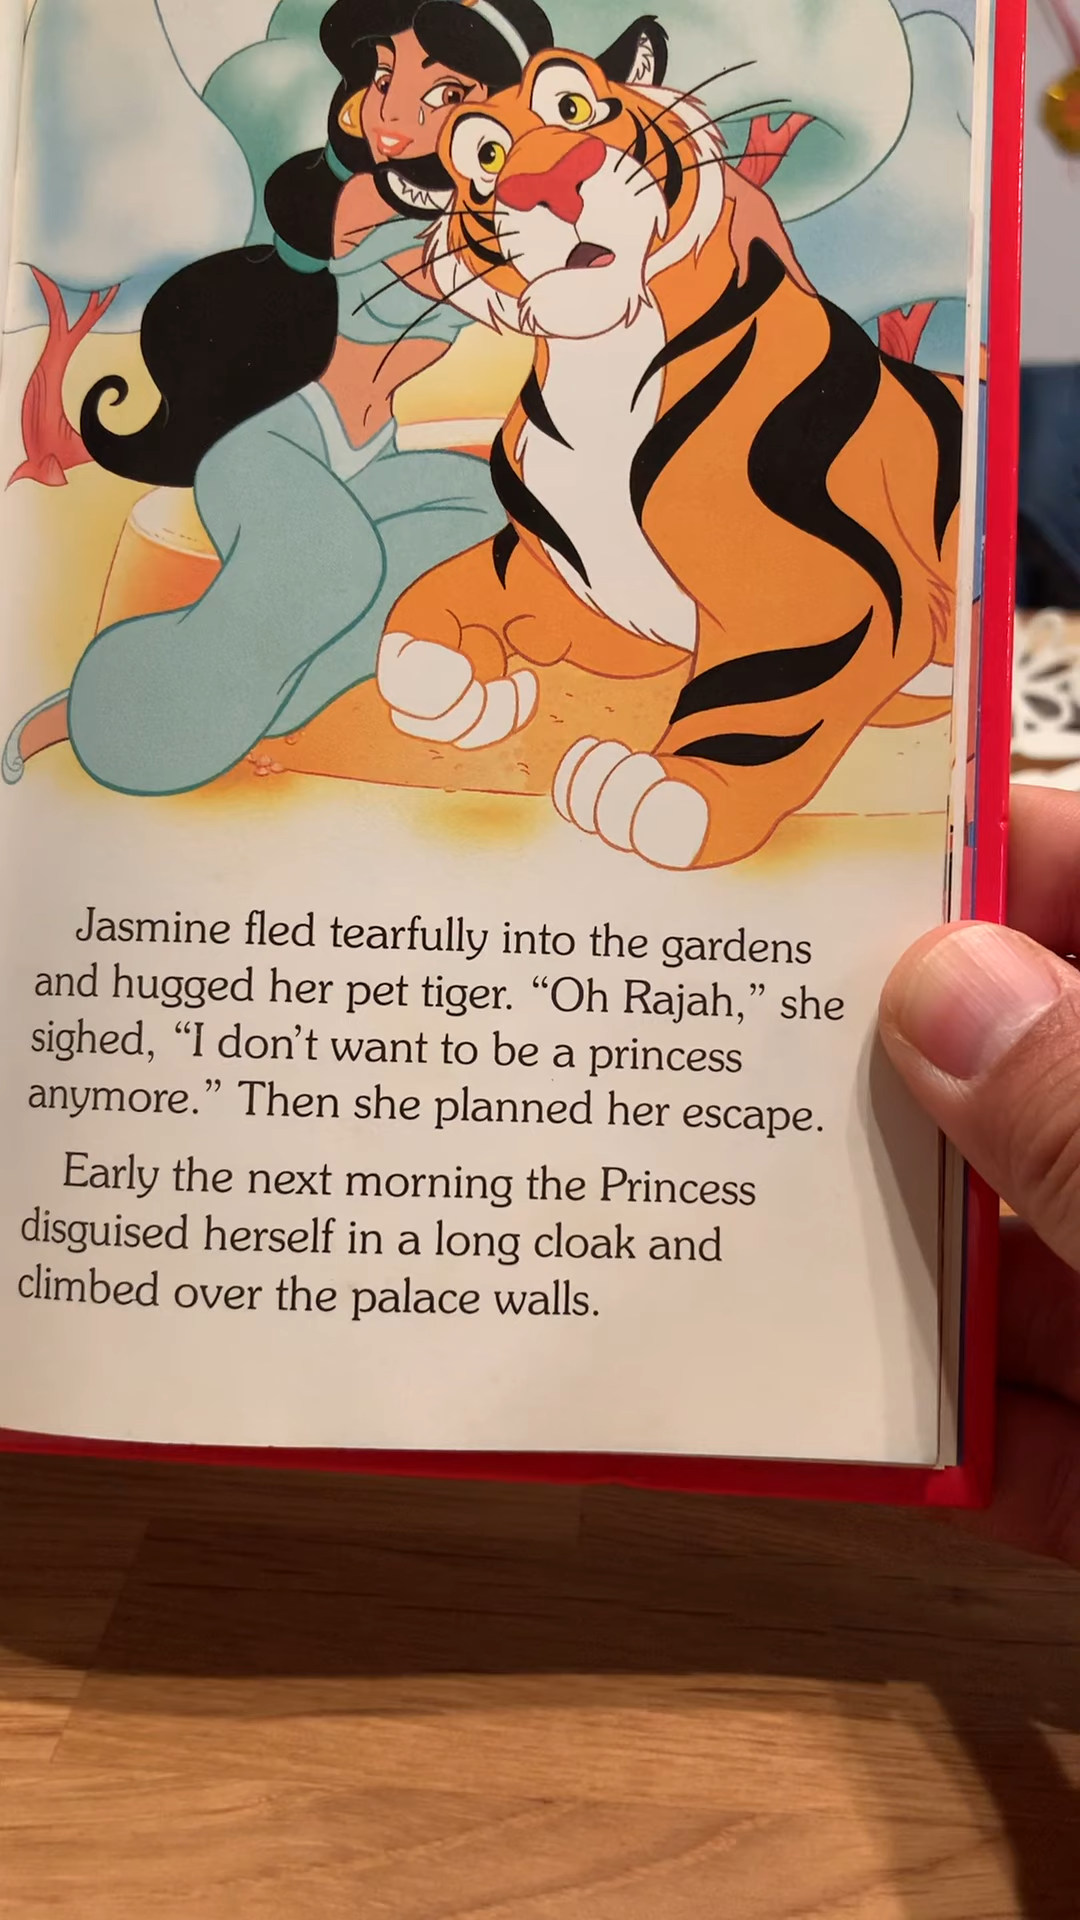 Jasmine fled tearfully into the gardens
and hugged her pet tiger. “Oh Rajah,” she
sighed, “I don’t want to be a princess
anymore.” Then she planned her escape.
Early the next morning the Princess
disguised herself in a long cloak and
climbed over the palace walls.